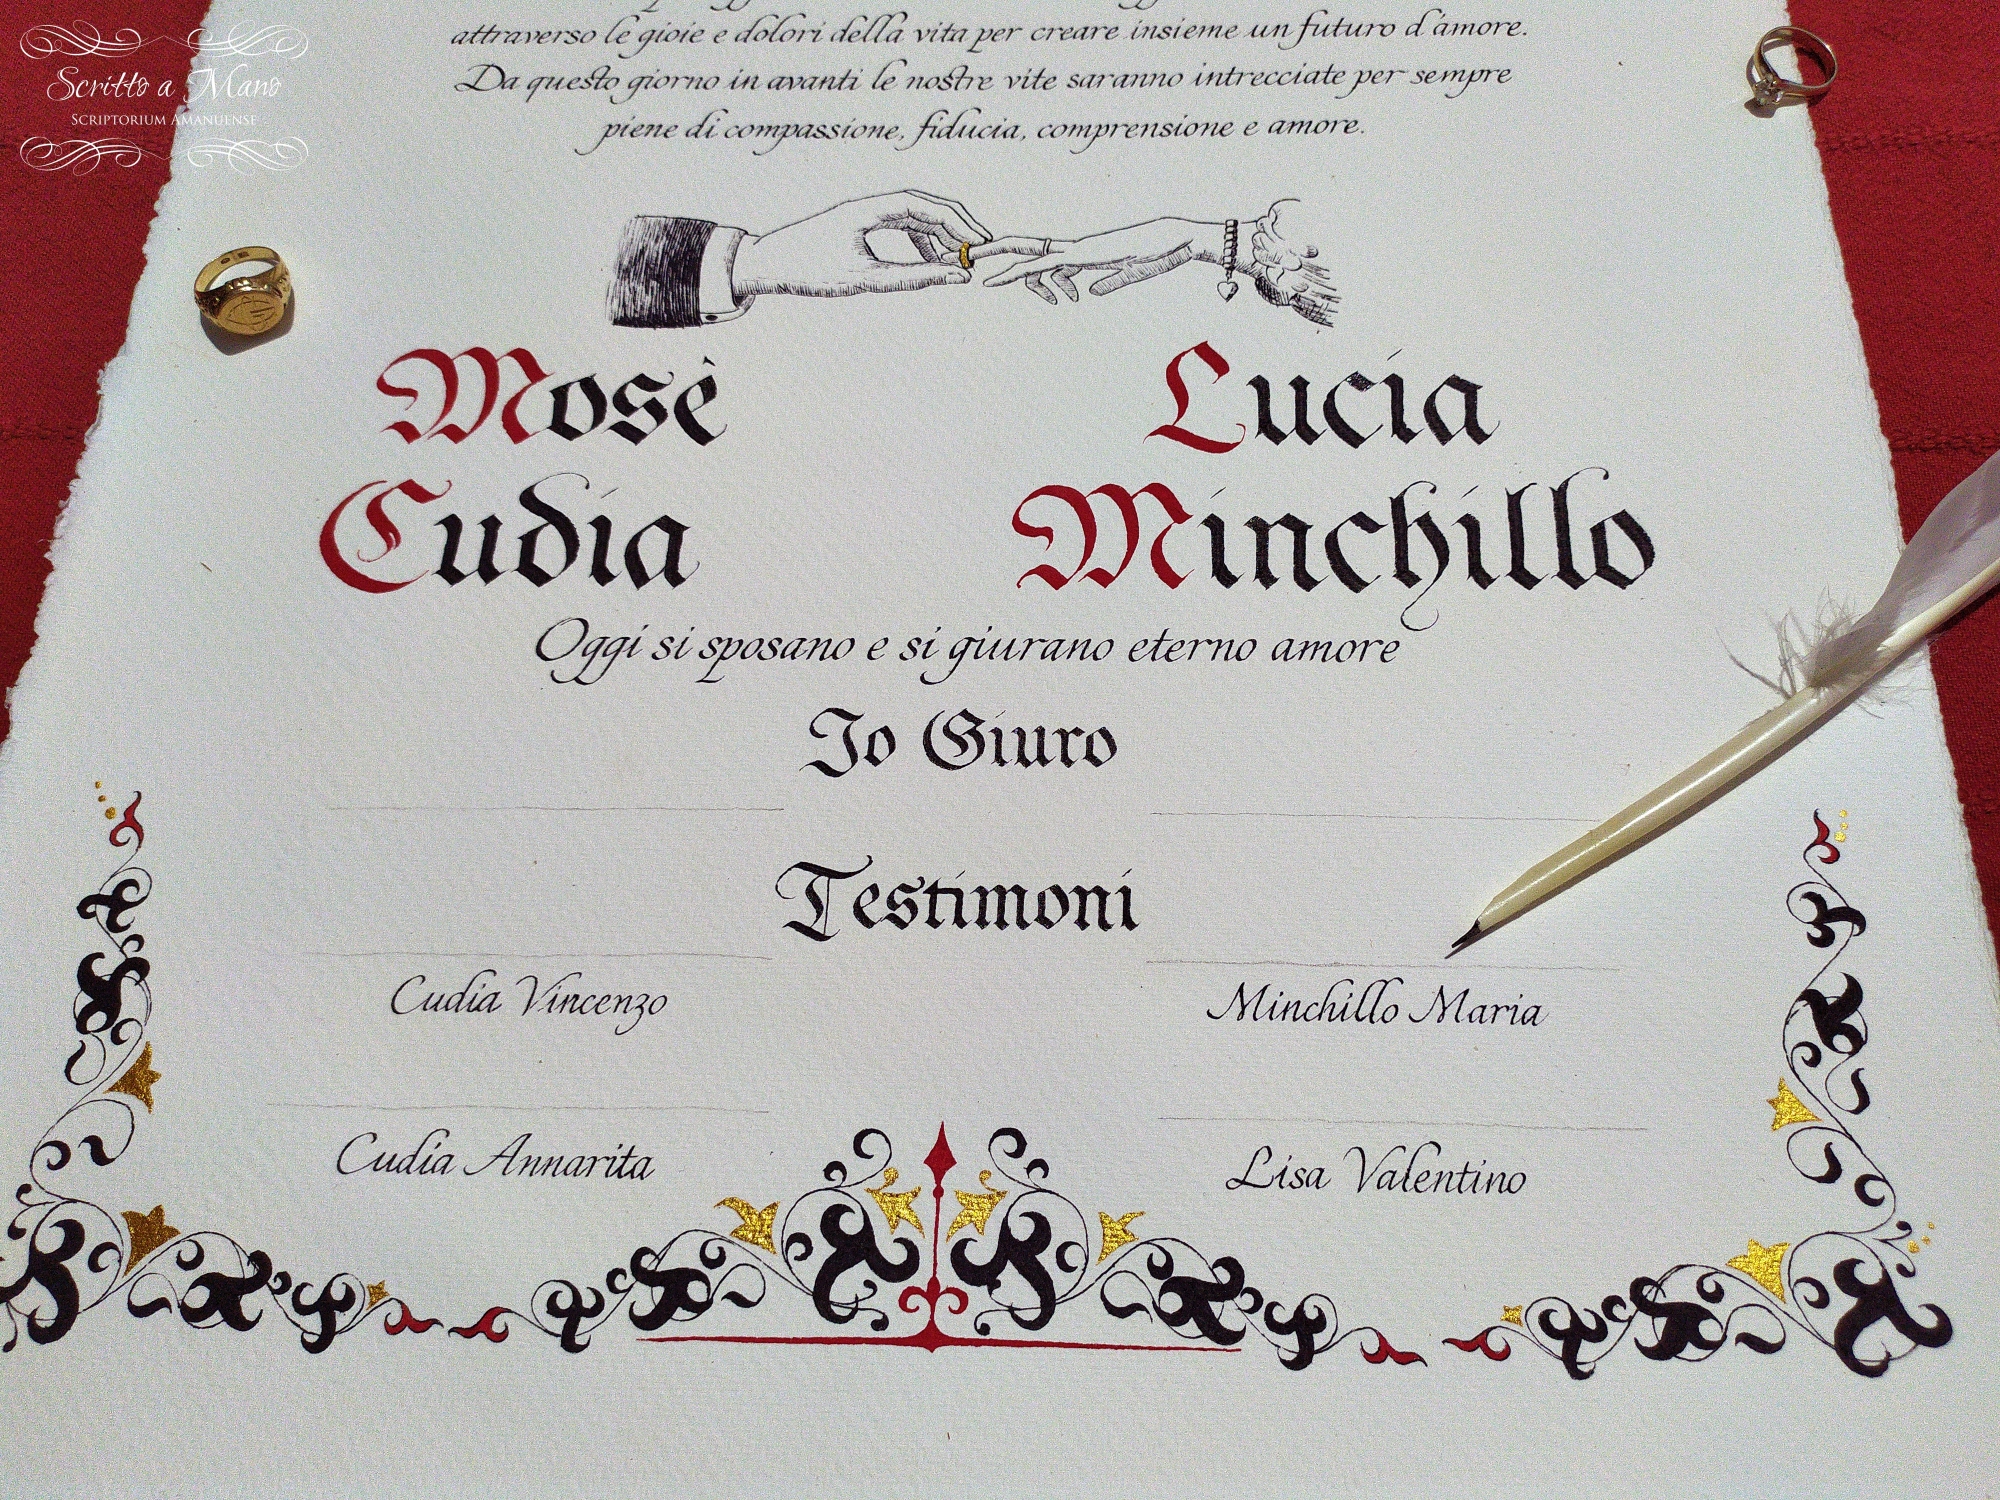 Scritto a Mano
SCRIPTORIUM AMANUENSE
attraverso le gioie e dolori della vita per creare insieme un futuro d'amore.
Da questo giorno in avanti le nostre vite saranno intrecciate per sempre
piene di compassione, fiducia, comprensione e amore.
Mosè Lucia
Cudia Minchillo
Oggi si sposano e si giurano eterno amore
Io Giuro
Testimoni
Cudia Vincenzo Minchillo Maria
Cudia Annarita Lisa Valentino